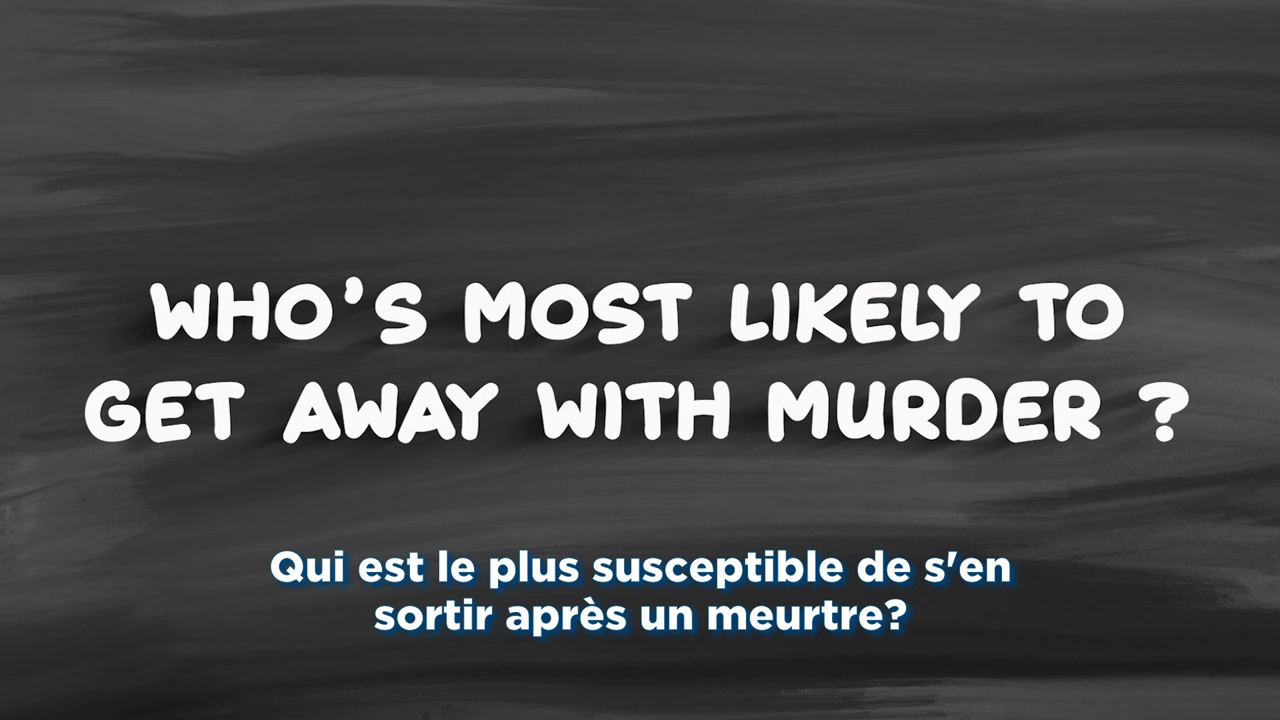 WHO'S MOST LIKELY TO
GET AWAY WITH MURDER ?
Qui est le plus susceptible de s'en
sortir après un meurtre?